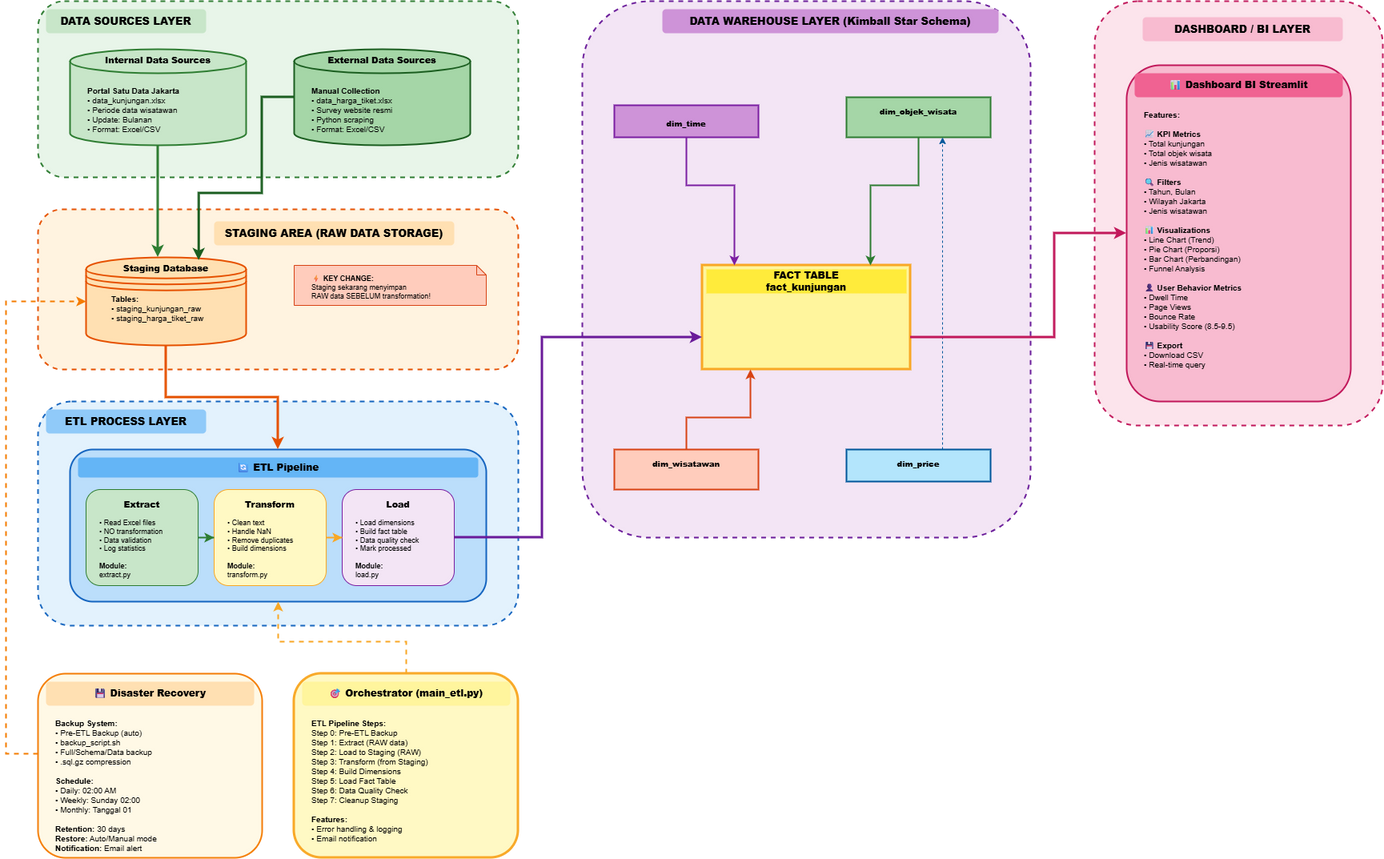 DATA SOURCES LAYER
Internal Data Sources
Portal Satu Data Jakarta
• data_kunjungan.xlsx
• Periode data wisatawan
• Update: Bulanan
• Format: Excel/CSV
External Data Sources
Manual Collection
• data_harga_tiket.xlsx
• Survey website resmi
• Python scraping
• Format: Excel/CSV
STAGING AREA (RAW DATA STORAGE)
Staging Database
Tables:
• staging_kunjungan_raw
• staging_harga_tiket_raw
KEY CHANGE:
Staging sekarang menyimpan
RAW data SEBELUM transformation!
ETL PROCESS LAYER
ETL Pipeline
Extract
• Read Excel files
• NO transformation
• Data validation
• Log statistics
Module:
extract.py
Transform
• Clean text
• Handle NaN
• Remove duplicates
• Build dimensions
Module:
transform.py
Load
• Load dimensions
• Build fact table
• Data quality check
• Mark processed
Module:
load.py
Disaster Recovery
Backup System:
• Pre-ETL Backup (auto)
• backup_script.sh
• Full/Schema/Data backup
• .sql.gz compression
Schedule:
• Daily: 02:00 AM
• Weekly: Sunday 02:00
• Monthly: Tanggal 01
Retention: 30 days
Restore: Auto/Manual mode
Notification: Email alert
Orchestrator (main_etl.py)
ETL Pipeline Steps:
Step 0: Pre-ETL Backup
Step 1: Extract (RAW data)
Step 2: Load to Staging (RAW)
Step 3: Transform (from Staging)
Step 4: Build Dimensions
Step 5: Load Fact Table
Step 6: Data Quality Check
Step 7: Cleanup Staging
Features:
• Error handling & logging
• Email notification
DATA WAREHOUSE LAYER (Kimball Star Schema)
dim_time
dim_objek_wisata
FACT TABLE
fact_kunjungan
dim_wisatawan
dim_price
DASHBOARD / BI LAYER
Dashboard BI Streamlit
Features:
KPI Metrics
• Total kunjungan
• Total objek wisata
• Jenis wisatawan
Filters
• Tahun, Bulan
• Wilayah Jakarta
• Jenis wisatawan
Visualizations
• Line Chart (Trend)
• Pie Chart (Proporsi)
• Bar Chart (Perbandingan)
• Funnel Analysis
User Behavior Metrics
• Dwell Time
• Page Views
• Bounce Rate
• Usability Score (8.5-9.5)
Export
• Download CSV
• Real-time query